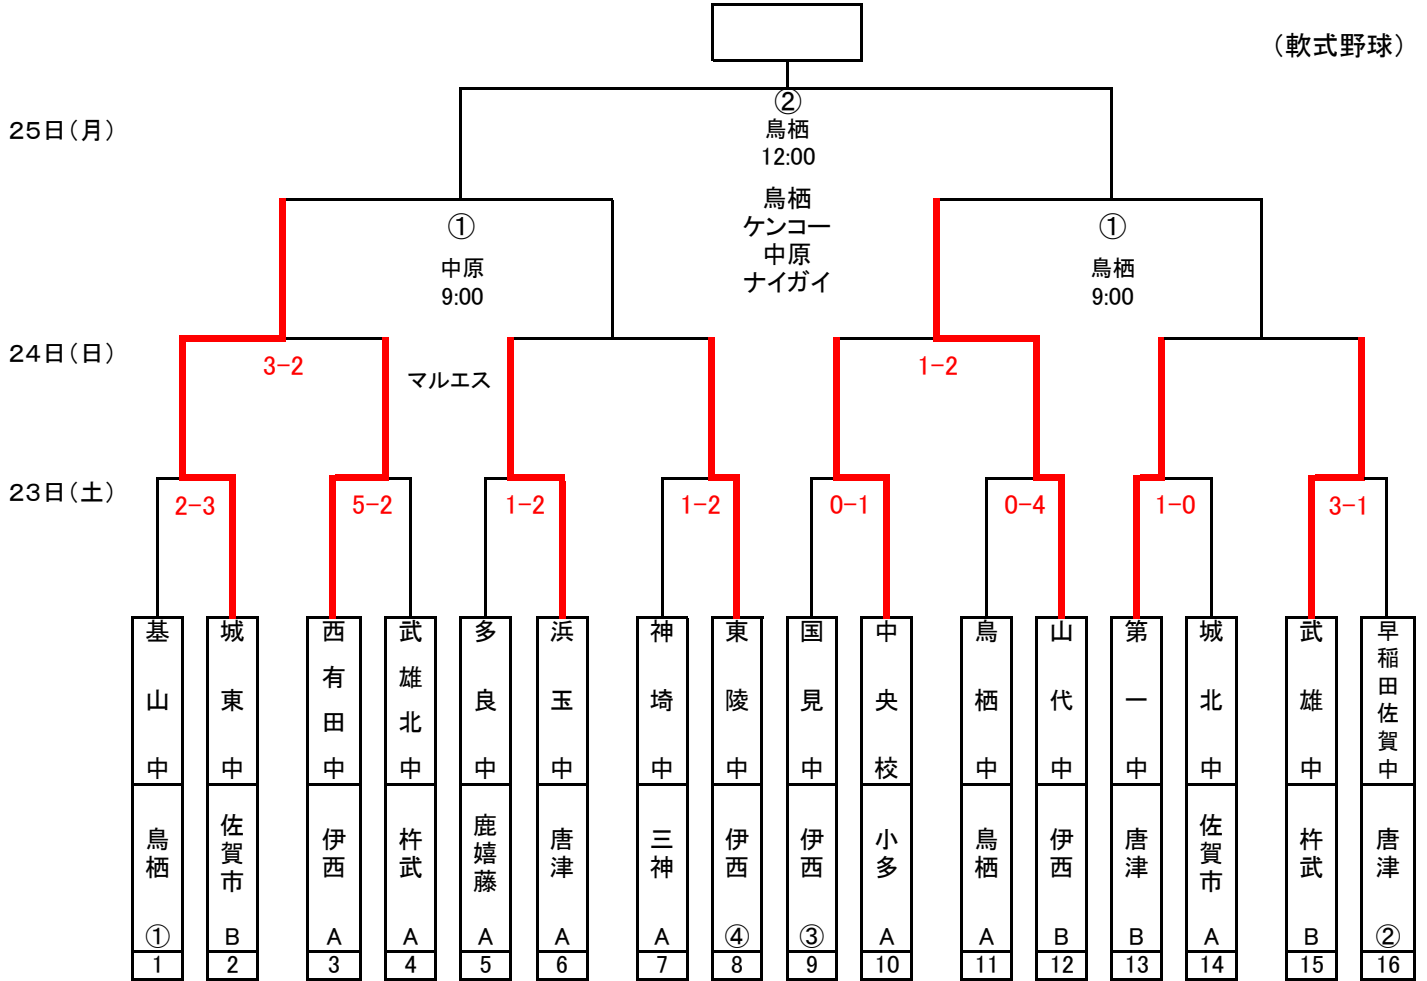 （軟式野球）
25日（月）
②
鳥栖
12:00
鳥栖
ケンコー
中原
ナイガイ
①
中原
9:00
①
鳥栖
9:00
24日（日）
3-2
マルエス
1-2
23日（土）
2-3
5-2
1-2
1-2
0-1
0-4
1-0
3-1
基山中
鳥栖
①
1
城東中
佐賀市
B
2
西有田中
伊西
A
3
武雄北中
杵武
A
4
多良中
鹿嬉藤
A
5
浜玉中
唐津
A
6
神埼中
三神
A
7
東陵中
伊西
④
8
国見中
伊西
③
9
中央校
小多
A
10
鳥栖中
鳥栖
A
11
山代中
伊西
B
12
第一中
唐津
B
13
城北中
佐賀市
A
14
武雄中
杵武
B
15
早稲田佐賀中
唐津
②
16